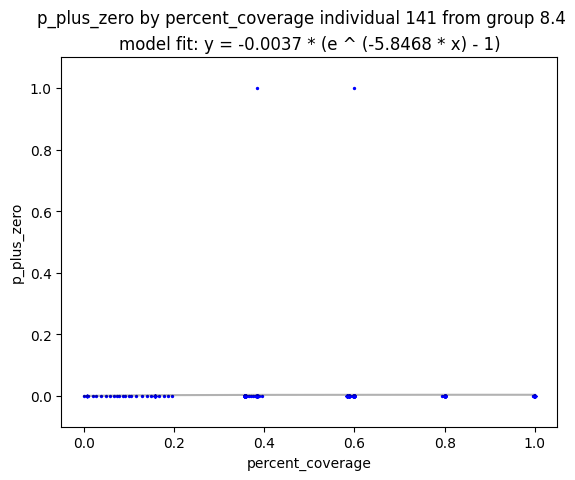 p_plus_zero by percent_coverage individual 141 from group 8.4
model fit: y = -0.0037 * (e ^ (-5.8468 * x) - 1)
1.0
0.8
0.6
0.4
0.2
0.0
p_plus_zero
0.0 0.2 0.4 0.6 0.8 1.0
percent_coverage